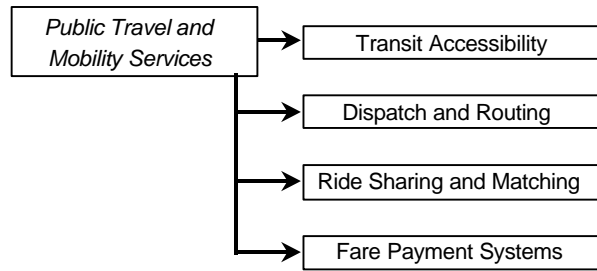 Public Travel and
Mobility Services
Transit Accessibility
Dispatch and Routing
Ride Sharing and Matching
Fare Payment Systems